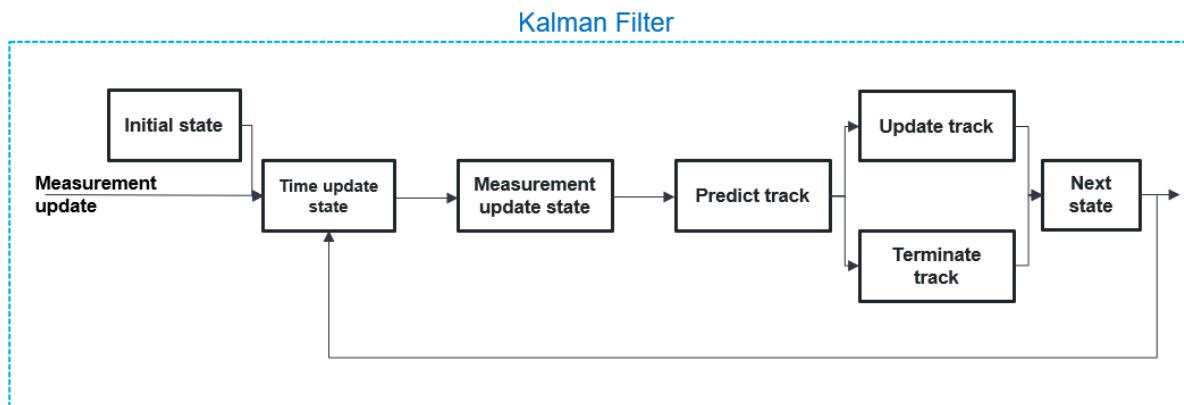 Kalman Filter
Initial state
Measurement
update
Time update
state
Measurement
update state
Predict track
Update track
Terminate
track
Next
state